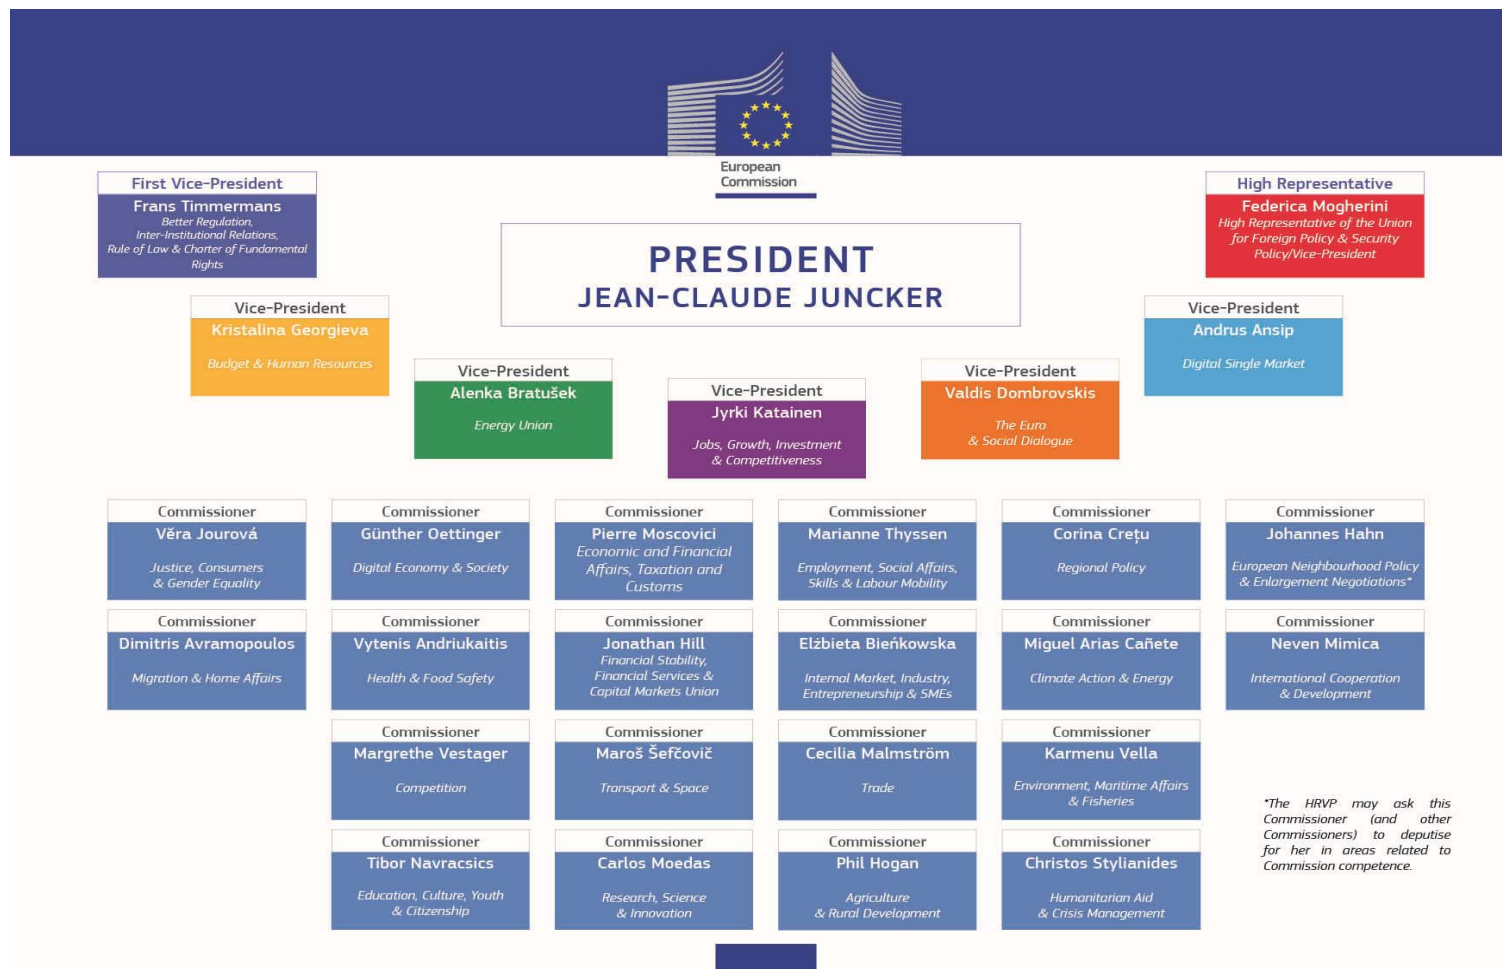 European
Commission
First Vice-President
Frans Timmermans
Better Regulation,
Inter-Institutional Relations,
Rule of Law & Charter of Fundamental
Rights
High Representative
Federica Mogherini
High Representative of the Union
for Foreign Policy & Security
Policy/Vice-President
PRESIDENT
JEAN-CLAUDE JUNCKER
Vice-President
Kristalina Georgieva
Budget & Human Resources
Vice-President
Andrus Ansip
Digital Single Market
Vice-President
Alenka Bratušek
Energy Union
Vice-President
Jyrki Katainen
Jobs, Growth, Investment
& Competitiveness
Vice-President
Valdis Dombrovskis
The Euro
& Social Dialogue
Commissioner
Věra Jourová
Justice, Consumers
& Gender Equality
Commissioner
Günther Oettinger
Digital Economy & Society
Commissioner
Pierre Moscovici
Economic and Financial
Affairs, Taxation and
Customs
Commissioner
Marianne Thyssen
Employment, Social Affairs,
Skills & Labour Mobility
Commissioner
Corina Crețu
Regional Policy
Commissioner
Johannes Hahn
European Neighbourhood Policy
& Enlargement Negotiations*
Commissioner
Dimitris Avramopoulos
Migration & Home Affairs
Commissioner
Vytenis Andriukaitis
Health & Food Safety
Commissioner
Jonathan Hill
Financial Stability,
Financial Services &
Capital Markets Union
Commissioner
Elżbieta Bieńkowska
Internal Market, Industry,
Entrepreneurship & SMEs
Commissioner
Miguel Arias Cañete
Climate Action & Energy
Commissioner
Neven Mimica
International Cooperation
& Development
Commissioner
Margrethe Vestager
Competition
Commissioner
Maroš Šefčovič
Transport & Space
Commissioner
Cecilia Malmström
Trade
Commissioner
Karmenu Vella
Environment, Maritime Affairs
& Fisheries
Commissioner
Tibor Navracsics
Education, Culture, Youth
& Citizenship
Commissioner
Carlos Moedas
Research, Science
& Innovation
Commissioner
Phil Hogan
Agriculture
& Rural Development
Commissioner
Christos Stylianides
Humanitarian Aid
& Crisis Management
*The HRVP may ask this
Commissioner (and other
Commissioners) to deputise
for her in areas related to
Commission competence.